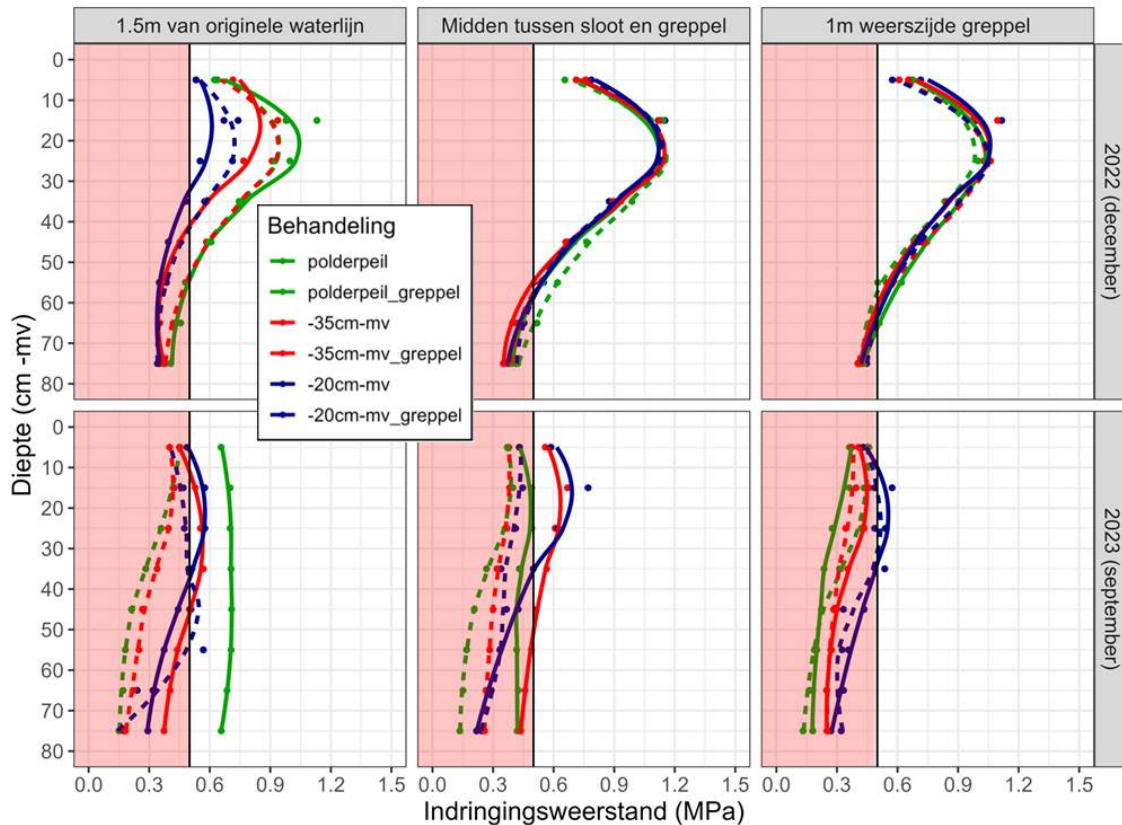 1.5m van originele waterlijn
Midden tussen sloot en greppel
1m weerszijde greppel
0
10
20
30
40
50
60
70
80
2022 (december)
Behandeling
polderpeil
polderpeil_greppel
-35cm-mv
-35cm-mv_greppel
-20cm-mv
-20cm-mv_greppel
Diepte (cm -mv)
0
10
20
30
40
50
60
70
80
2023 (september)
0.0 0.3 0.6 0.9 1.2 1.5
0.0 0.3 0.6 0.9 1.2 1.5
0.0 0.3 0.6 0.9 1.2 1.5
Indringingsweerstand (MPa)